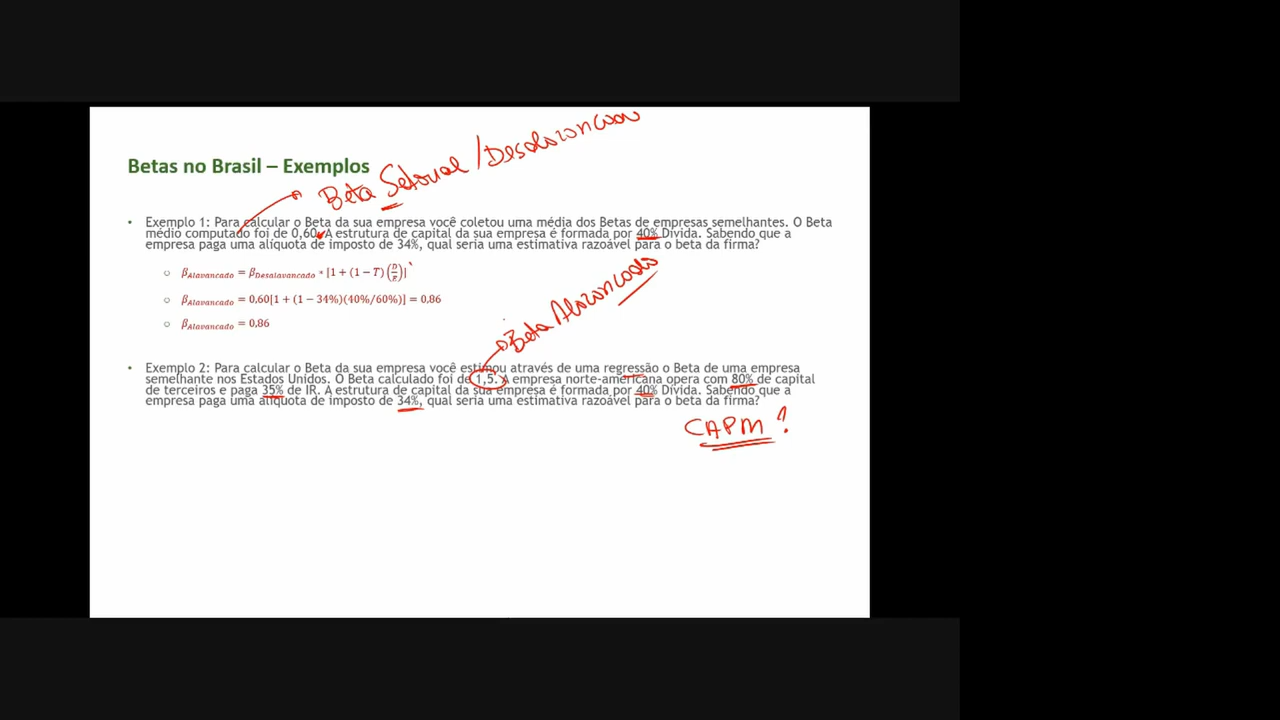 Betas no Brasil – Exemplos
Beta Setorial / Desalavancado
• Exemplo 1: Para calcular o Beta da sua empresa você coletou uma média dos Betas de empresas semelhantes. O Beta
médio computado foi de 0,60. A estrutura de capital da sua empresa é formada por 40% Dívida. Sabendo que a
empresa paga uma alíquota de imposto de 34%, qual seria uma estimativa razoável para o beta da firma?
○ β_Alavancado = β_Desalavancado * [1 + (1 − T) (D/E)]
○ β_Alavancado = 0,60[1 + (1 − 34%)(40%/60%)] = 0,86
○ β_Alavancado = 0,86
Beta Alavancado
• Exemplo 2: Para calcular o Beta da sua empresa você estimou através de uma regressão o Beta de uma empresa
semelhante nos Estados Unidos. O Beta calculado foi de 1,5. A empresa norte-americana opera com 80% de capital
de terceiros e paga 35% de IR. A estrutura de capital da sua empresa é formada por 40% Dívida. Sabendo que a
empresa paga uma alíquota de imposto de 34%, qual seria uma estimativa razoável para o beta da firma?
CAPM?